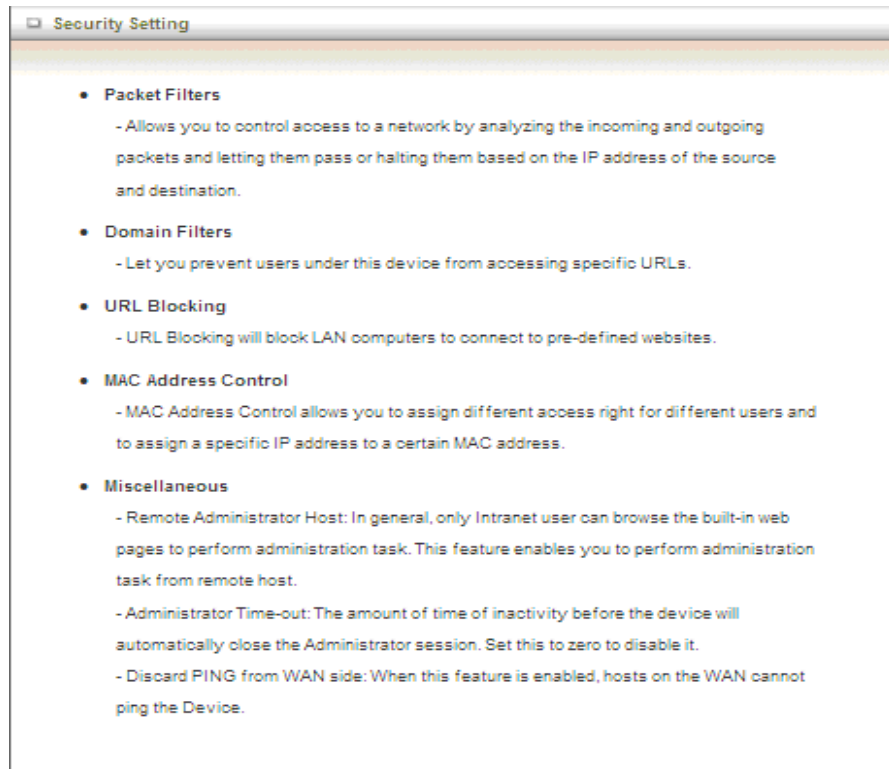 Security Setting
• Packet Filters
- Allows you to control access to a network by analyzing the incoming and outgoing
packets and letting them pass or halting them based on the IP address of the source
and destination.
• Domain Filters
- Let you prevent users under this device from accessing specific URLs.
• URL Blocking
- URL Blocking will block LAN computers to connect to pre-defined websites.
• MAC Address Control
- MAC Address Control allows you to assign different access right for different users and
to assign a specific IP address to a certain MAC address.
• Miscellaneous
- Remote Administrator Host: In general, only Intranet user can browse the built-in web
pages to perform administration task. This feature enables you to perform administration
task from remote host.
- Administrator Time-out: The amount of time of inactivity before the device will
automatically close the Administrator session. Set this to zero to disable it.
- Discard PING from WAN side: When this feature is enabled, hosts on the WAN cannot
ping the Device.